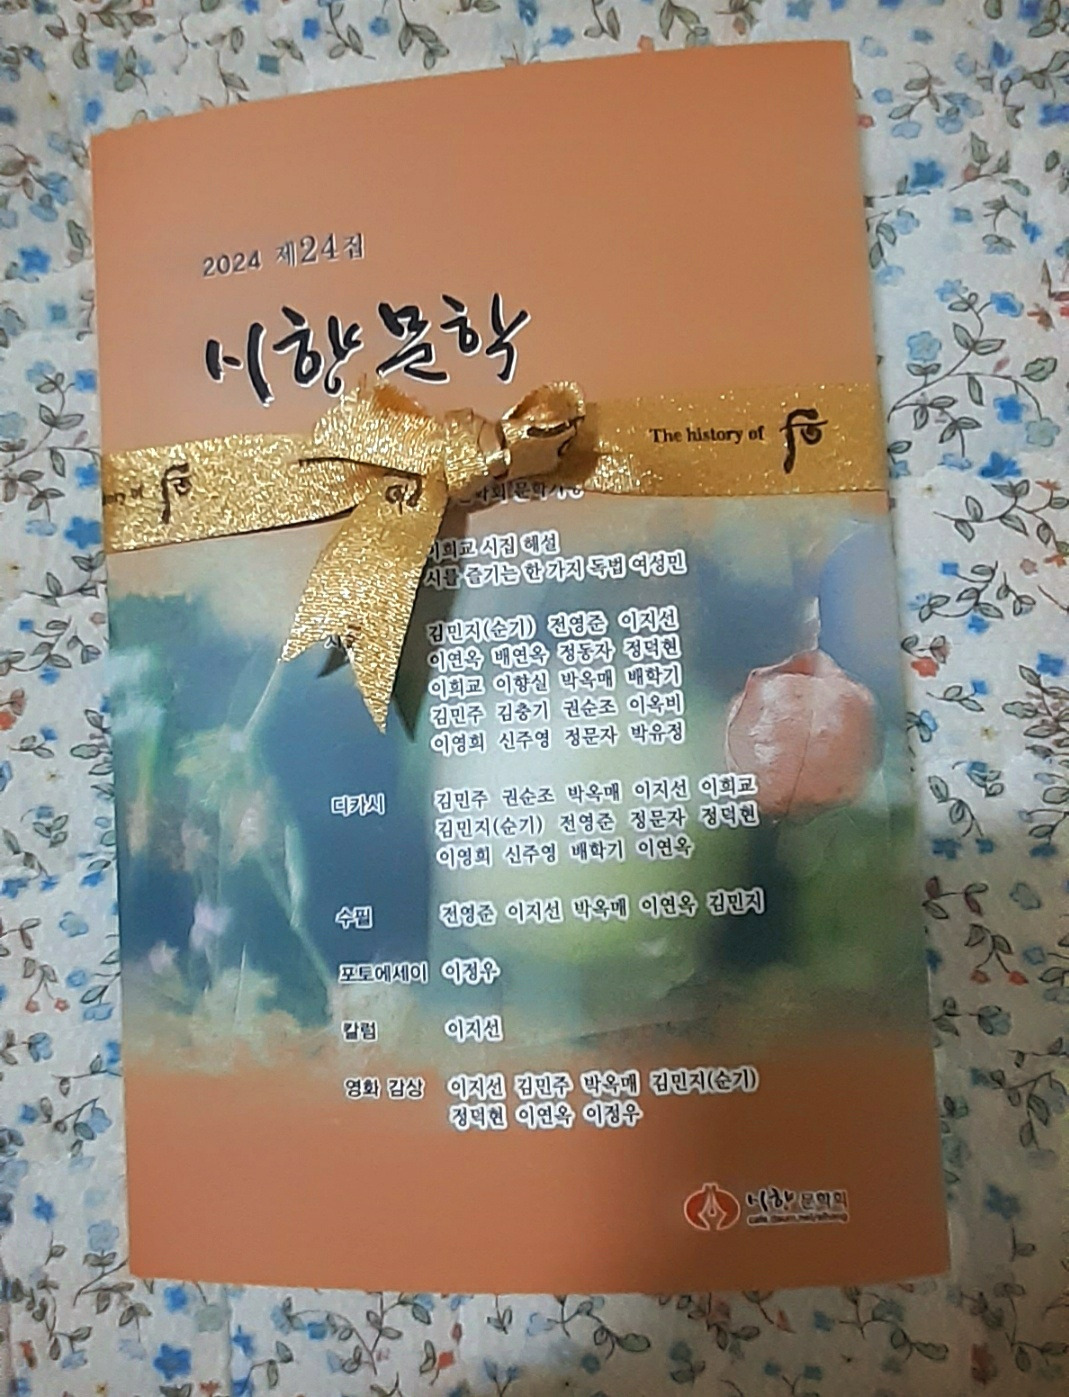 2024 제24집
시향문학
The history of 后
ory of 后
이희교 시집 해설
시를 즐기는 한 가지 독법 여성민
김민지(순기) 전영준 이지선
이연옥 배연옥 정동자 정덕현
이희교 이향실 박옥매 배학기
김민주 김충기 권순조 이옥비
이영희 신주영 정문자 박유정
디카시 김민주 권순조 박옥매 이지선 이희교
김민지(순기) 전영준 정문자 정덕현
이영희 신주영 배학기 이연옥
수필 전영준 이지선 박옥매 이연옥 김민지
포토에세이 이정우
칼럼 이지선
영화 감상 이지선 김민주 박옥매 김민지(순기)
정덕현 이연옥 이정우
시향 문학회